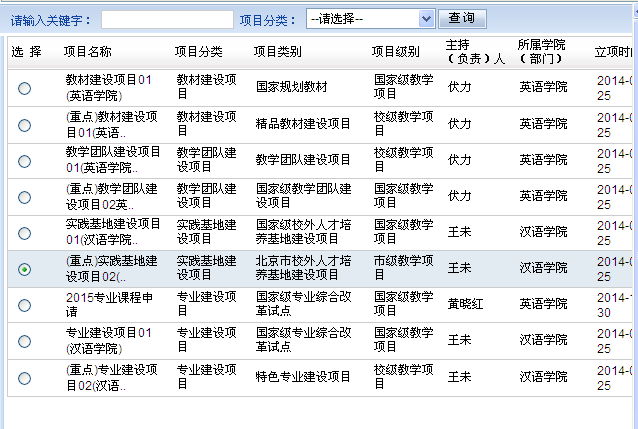 请输入关键字： 项目分类： --请选择-- 查 询
选 择 项目名称 项目分类 项目类别 项目级别 主持（负责）人 所属学院（部门） 立项时间
教材建设项目01(英语学院) 教材建设项目 国家规划教材 国家级教学项目 伏力 英语学院 2014-0 25
(重点)教材建设项目01(英语.. 教材建设项目 精品教材建设项目 校级教学项目 伏力 英语学院 2014-0 25
教学团队建设项目01(英语学院.. 教学团队建设项目 教学团队建设项目 校级教学项目 伏力 英语学院 2014-0 25
(重点)教学团队建设项目02英.. 教学团队建设项目 国家级教学团队建设项目 国家级教学项目 伏力 英语学院 2014-0 25
实践基地建设项目01(汉语学院.. 实践基地建设项目 国家级校外人才培养基地建设项目 国家级教学项目 王未 汉语学院 2014-0 25
(重点)实践基地建设项目02(.. 实践基地建设项目 北京市校外人才培养基地建设项目 市级教学项目 王未 汉语学院 2014-0 25
2015专业课程申请 专业建设项目 国家级专业综合改革试点 国家级教学项目 黄晓红 英语学院 2014-1 30
专业建设项目01(汉语学院) 专业建设项目 国家级专业综合改革试点 国家级教学项目 王未 汉语学院 2014-0 25
(重点)专业建设项目02(汉语.. 专业建设项目 特色专业建设项目 校级教学项目 王未 汉语学院 2014-0 25